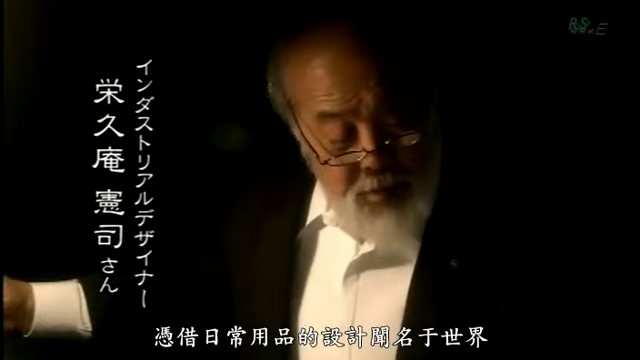 インダストリアルデザイナー
栄久庵 憲司さん
憑借日常用品的設計聞名于世界